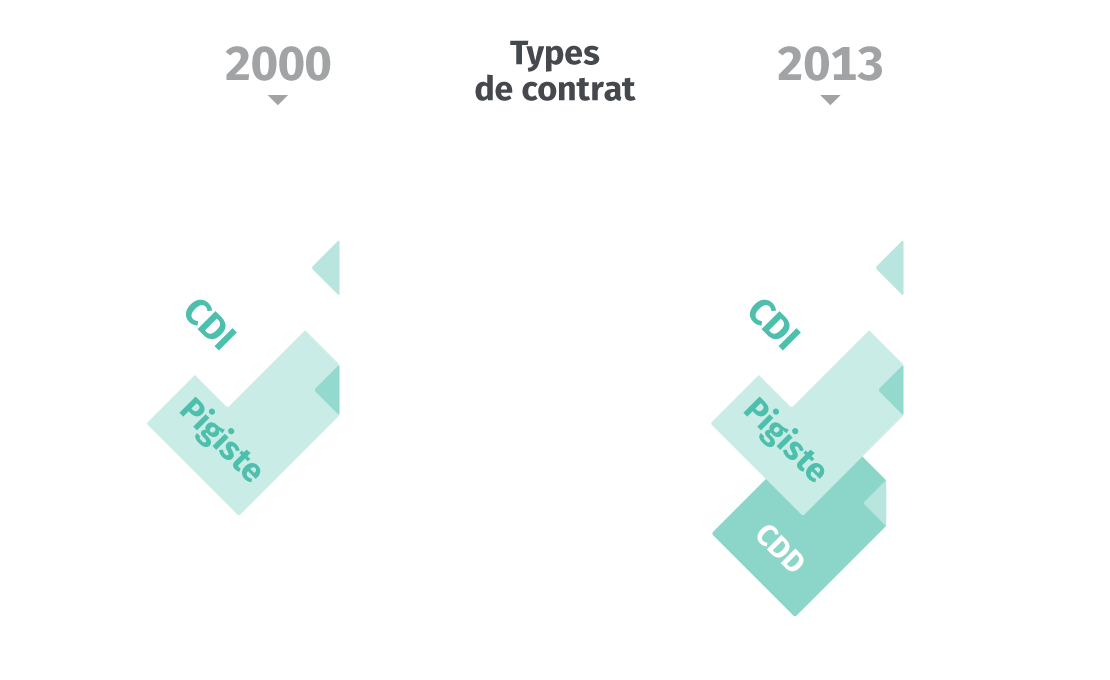 2000
Types
de contrat
2013
CDI
Pigiste
CDI
Pigiste
CDD